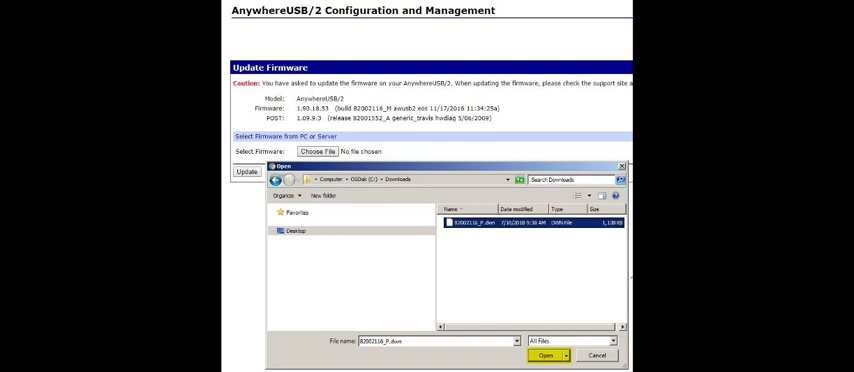 AnywhereUSB/2 Configuration and Management
Update Firmware
Caution: You have asked to update the firmware on your AnywhereUSB/2. When updating the firmware, please check the support site a
Model: AnywhereUSB/2
Firmware: 1.90.18.53 (build 82002116_M awusb2 eos 11/17/2016 11:34:25a)
POST: 1.09.9.3 (release 82001552_A generic_travis hwdiag 5/06/2009)
Select Firmware from PC or Server
Select Firmware: Choose File No file chosen
Update
Open
Computer OSDisk (C:) Downloads Search Downloads
Organize New folder
Favorites
Desktop
Name Date modified Type Size
82002116_P.dwn 7/10/2018 9:38 AM DWN File 1,138 KB
File name: 82002116_P.dwn All Files
Open Cancel